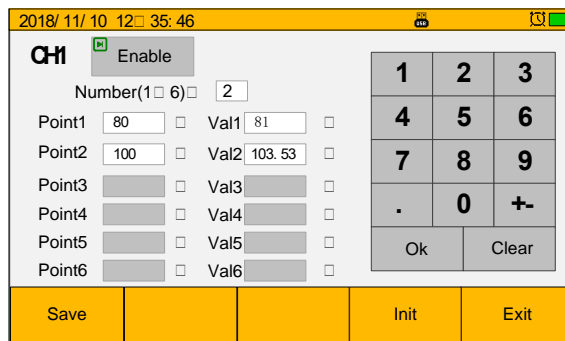 2018/ 11/ 10 12□ 35: 46
USB
CH1 Enable
Number(1□ 6)□ 2
Point1 80 □ Val1 81 □
Point2 100 □ Val2 103. 53 □
Point3 □ Val3 □
Point4 □ Val4 □
Point5 □ Val5 □
Point6 □ Val6 □
1 2 3
4 5 6
7 8 9
. 0 +-
Ok Clear
Save Init Exit